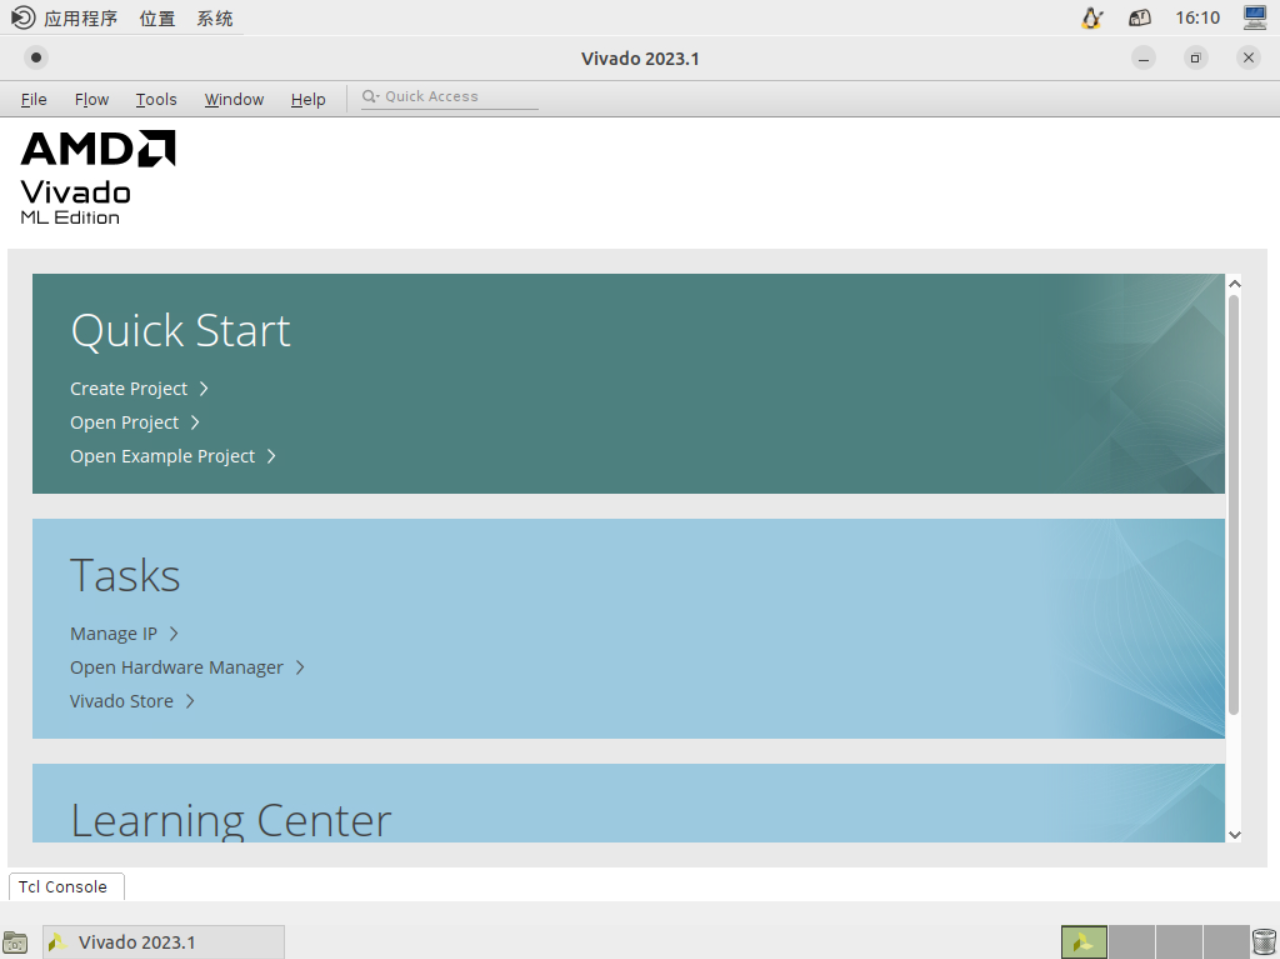 应用程序 位置 系统 16:10
Vivado 2023.1
File Flow Tools Window Help Quick Access
AMD
Vivado
ML Edition
Quick Start
Create Project
Open Project
Open Example Project
Tasks
Manage IP
Open Hardware Manager
Vivado Store
Learning Center
Tcl Console
Vivado 2023.1